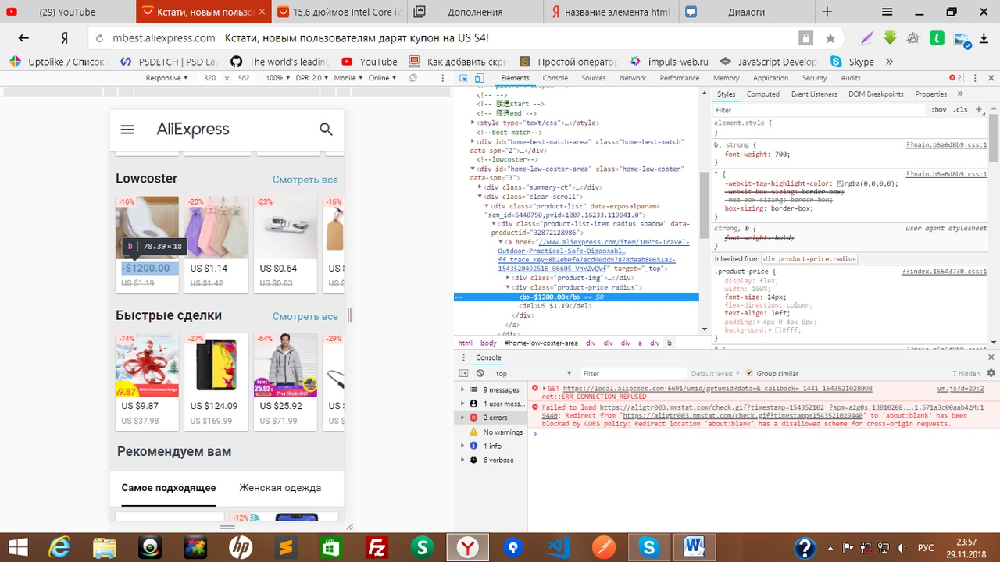 (29) YouTube
Кстати, новым пользо
15,6 дюймов Intel Core i7
Дополнения
название элемента html
Диалоги
mbest.aliexpress.com Кстати, новым пользователям дарят купон на US $4!
Uptolike / Список
PSDETCH | PSD Lay
The world's leading
YouTube
Как добавить скри
Простой оператор
impuls-web.ru
JavaScript Develop
Skype
Responsive ▼ 320 × 562 100% ▼ DPR: 2.0 ▼ Mobile ▼ Online ▼
AliExpress
Lowcoster
Смотреть все
-16% -20% -23% -16%
b | 78.39 × 18
-$1200.00 US $1.14 US $0.64 US $
US $1.19 US $1.42 US $0.83 US $
Быстрые сделки
Смотреть все
-74% -27% -64% -29%
9.87
25.92
US $9.87 US $124.09 US $25.92 US $
US $37.98 US $169.99 US $71.99 US $
Рекомендуем вам
Самое подходящее Женская одежда
-12%
Elements Console Sources Network Performance Memory Application Security Audits 2
<!-- -->
<!-- 腰通start -->
<!-- 腰通end -->
<style type="text/css">…</style>
<!--best match-->
<div id="home-best-match-area" class="home-best-match"
data-spm="2">…</div>
<!--lowcoster-->
<div id="home-low-coster-area" class="home-low-coster"
data-spm="3">
<div class="summary-ct">…</div>
<div class="clear-scroll">
<div class="product-list" data-exposalparam=
"scm_id=5440750,pvid=1007.16233.119941.0">
<div class="product-list-item radius shadow" data-
productid="32872128986">
<a href="//www.aliexpress.com/item/10Pcs-Travel-
Outdoor-Practical-Safe-Disposabl…
ff trace key=8b2eb0fe7acd40dd97878deab80651a2-
1543520492516-06605-VnYZvQVf" target="_top">
<div class="product-img">…</div>
<div class="product-price radius">
<b>-$1200.00</b> == $0
<del>US $1.19</del>
</div>
</a>
</div>
html body #home-low-coster-area div div div a div b
Styles Computed Event Listeners DOM Breakpoints Properties »
Filter :hov .cls +
element.style {
}
b, strong { ??main.b6a6d8b9.css:1
font-weight: 700;
}
* { ??main.b6a6d8b9.css:1
-webkit-tap-highlight-color: rgba(0,0,0,0);
-webkit-box-sizing: border-box;
-moz-box-sizing: border-box;
box-sizing: border-box;
}
strong, b { user agent stylesheet
font-weight: bold;
}
Inherited from div.product-price.radius
.product-price { ??index.15643730.css:1
display: flex;
width: 100%;
font-size: 14px;
flex-direction: column;
text-align: left;
padding: 4px 0 4px 8px;
background: #fff;
}
* { ??main.b6a6d8b9.css:1
Console
top Filter Default levels ▼ Group similar 7 hidden
9 messages
1 user mess...
2 errors
No warnings
1 info
6 verbose
GET https://local.alipcsec.com:6691/umid/getumid?data=& callback= 1441 1543521028098 um.js?d=0:2
net::ERR_CONNECTION_REFUSED
Failed to load https://aligtr003.mmstat.com/check.gif?timestamp=154352102 ?spm=a2g0s.13010208.…1.571a3c00aab42M:1
9440: Redirect from 'https://aligtr003.mmstat.com/check.gif?timestamp=1543521029440' to 'about:blank' has been
blocked by CORS policy: Redirect location 'about:blank' has a disallowed scheme for cross-origin requests.
РУС
23:57
29.11.2018